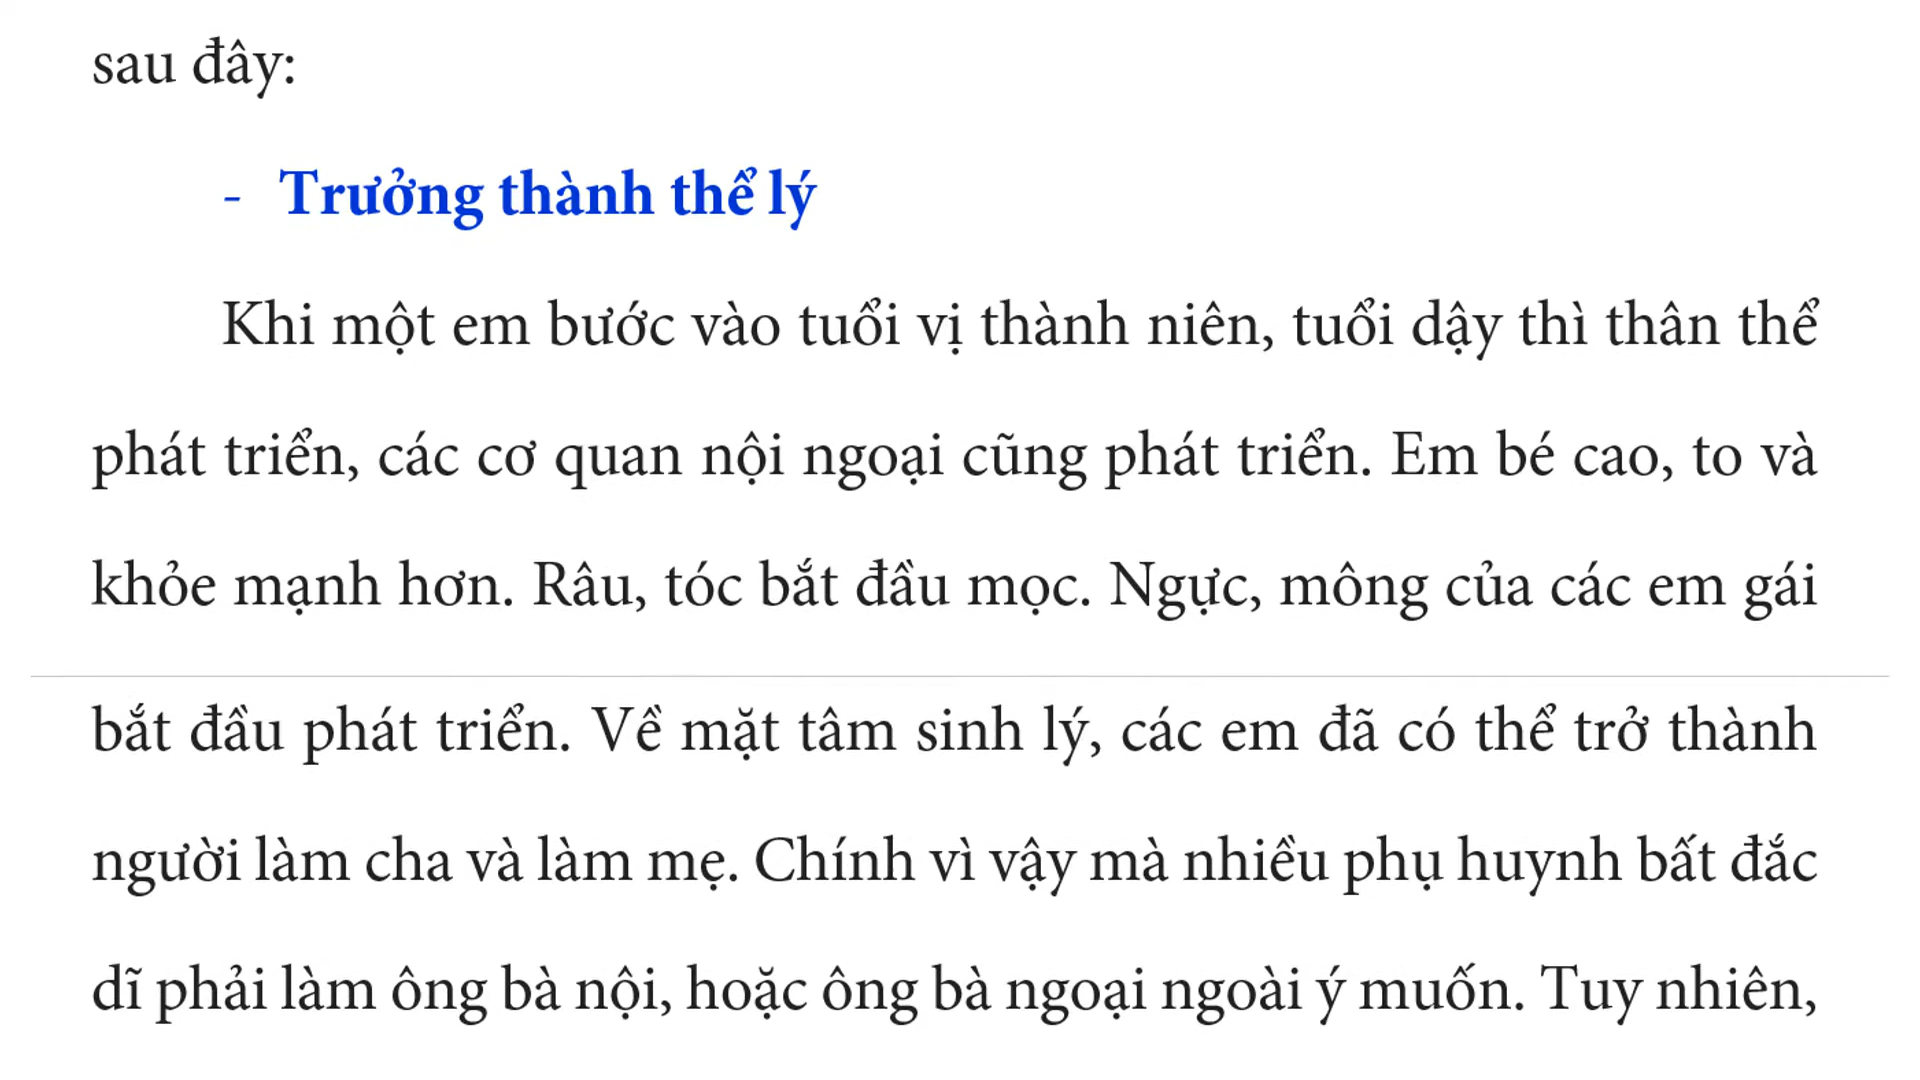 sau đây:
- Trưởng thành thể lý
Khi một em bước vào tuổi vị thành niên, tuổi dậy thì thân thể
phát triển, các cơ quan nội ngoại cũng phát triển. Em bé cao, to và
khỏe mạnh hơn. Râu, tóc bắt đầu mọc. Ngực, mông của các em gái
bắt đầu phát triển. Về mặt tâm sinh lý, các em đã có thể trở thành
người làm cha và làm mẹ. Chính vì vậy mà nhiều phụ huynh bất đắc
dĩ phải làm ông bà nội, hoặc ông bà ngoại ngoài ý muốn. Tuy nhiên,